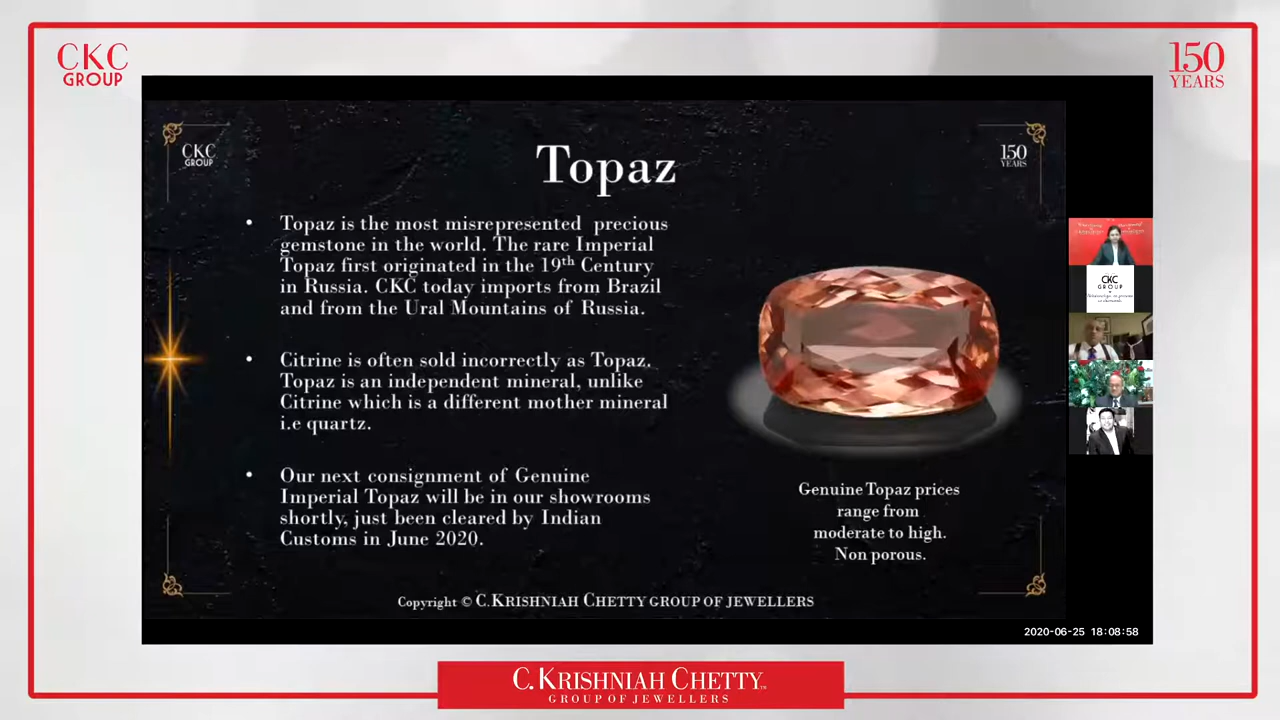 CKC
GROUP
150
YEARS
CKC
GROUP
150
YEARS
Topaz
• Topaz is the most misrepresented precious
gemstone in the world. The rare Imperial
Topaz first originated in the 19th Century
in Russia. CKC today imports from Brazil
and from the Ural Mountains of Russia.
• Citrine is often sold incorrectly as Topaz.
Topaz is an independent mineral, unlike
Citrine which is a different mother mineral
i.e quartz.
• Our next consignment of Genuine
Imperial Topaz will be in our showrooms
shortly, just been cleared by Indian
Customs in June 2020.
Genuine Topaz prices
range from
moderate to high.
Non porous.
Copyright © C.KRISHNIAH CHETTY GROUP OF JEWELLERS
CKC
GROUP
2020-06-25 18:08:58
C.KRISHNIAH CHETTY™
GROUP OF JEWELLERS